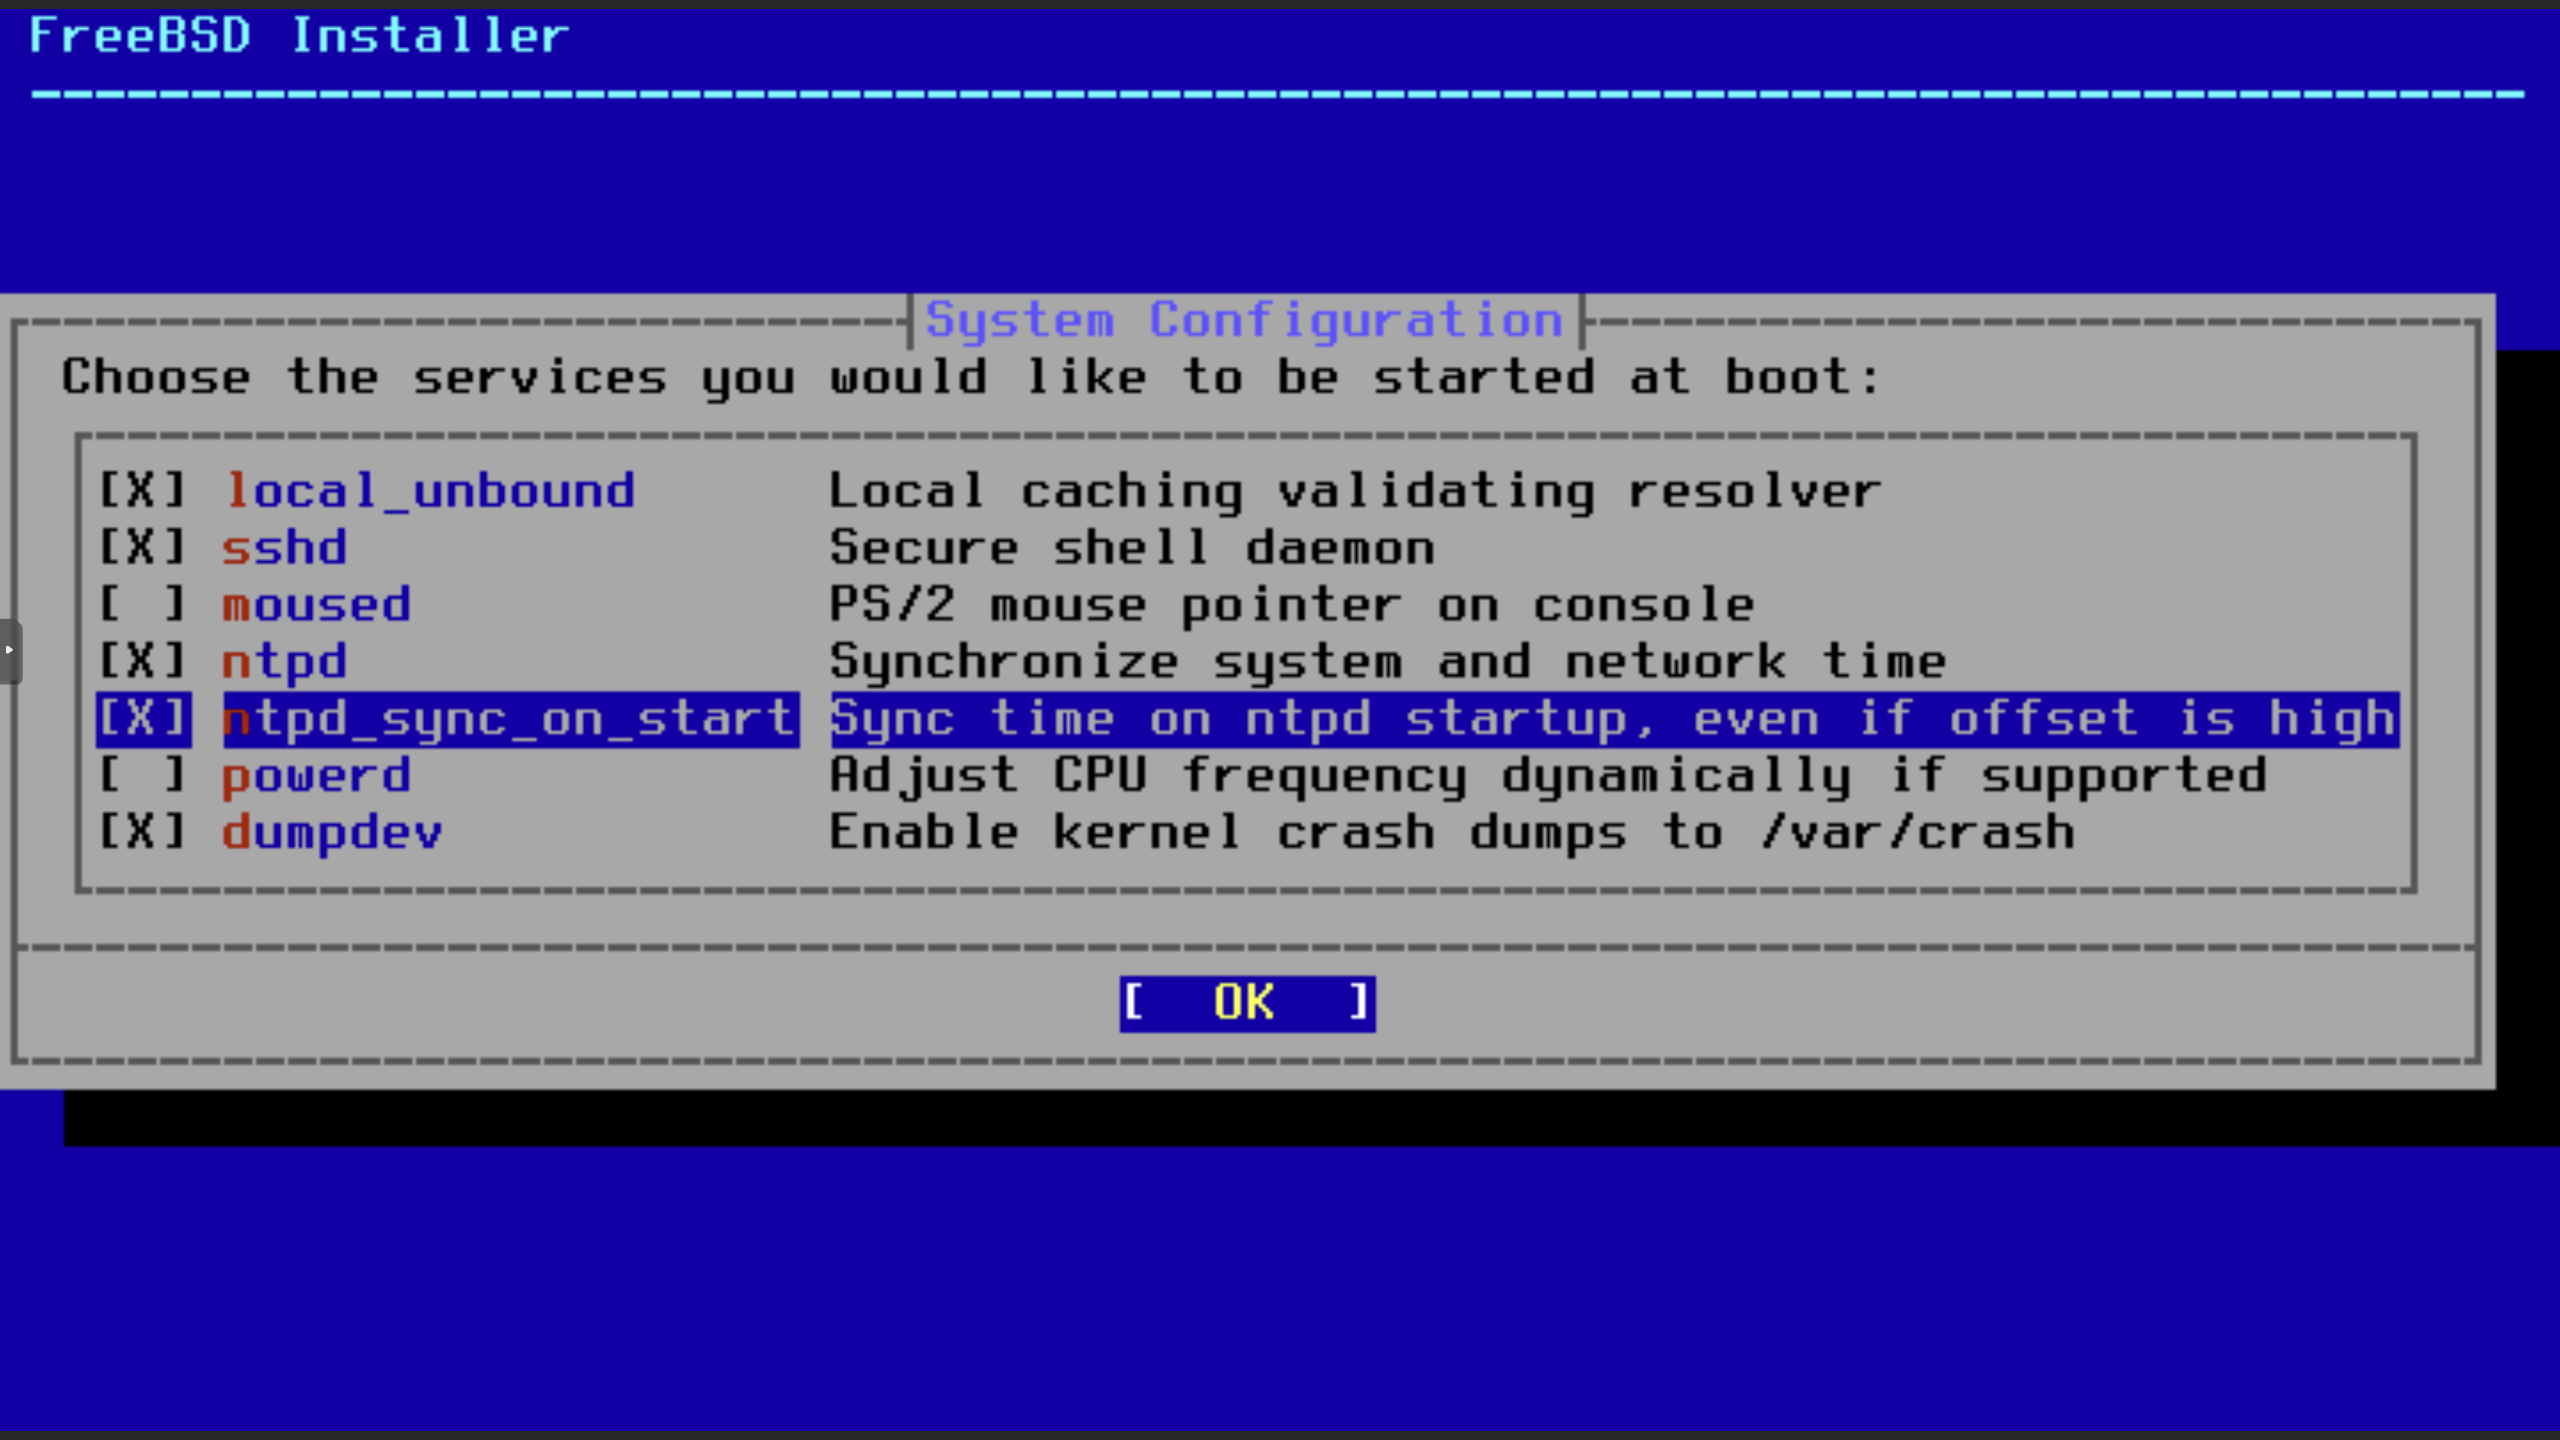 FreeBSD Installer
System Configuration
Choose the services you would like to be started at boot:
[X] local_unbound Local caching validating resolver
[X] sshd Secure shell daemon
[ ] moused PS/2 mouse pointer on console
[X] ntpd Synchronize system and network time
[X] ntpd_sync_on_start Sync time on ntpd startup, even if offset is high
[ ] powerd Adjust CPU frequency dynamically if supported
[X] dumpdev Enable kernel crash dumps to /var/crash
[ OK ]